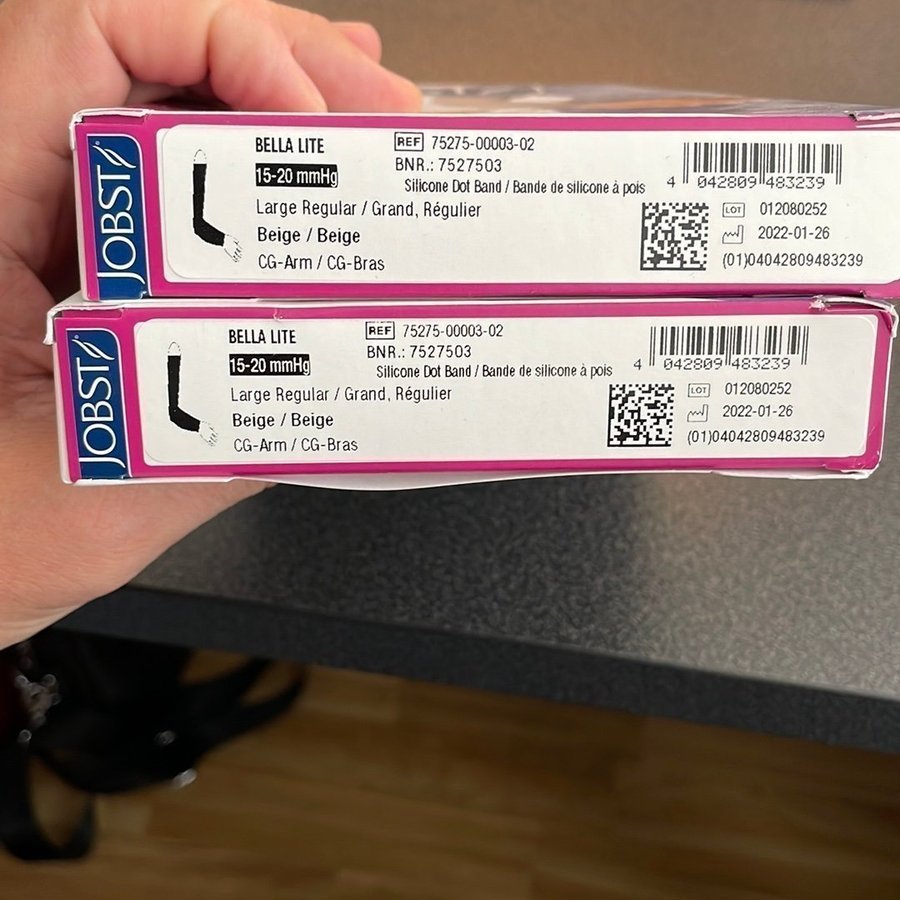 JOBST
BELLA LITE
15-20 mmHg
Large Regular / Grand, Régulier
Beige / Beige
CG-Arm / CG-Bras
REF 75275-00003-02
BNR.: 7527503
Silicone Dot Band / Bande de silicone à pois
4 042809 483239
LOT 012080252
2022-01-26
(01)04042809483239
JOBST
BELLA LITE
15-20 mmHg
Large Regular / Grand, Régulier
Beige / Beige
CG-Arm / CG-Bras
REF 75275-00003-02
BNR.: 7527503
Silicone Dot Band / Bande de silicone à pois
4 042809 483239
LOT 012080252
2022-01-26
(01)04042809483239